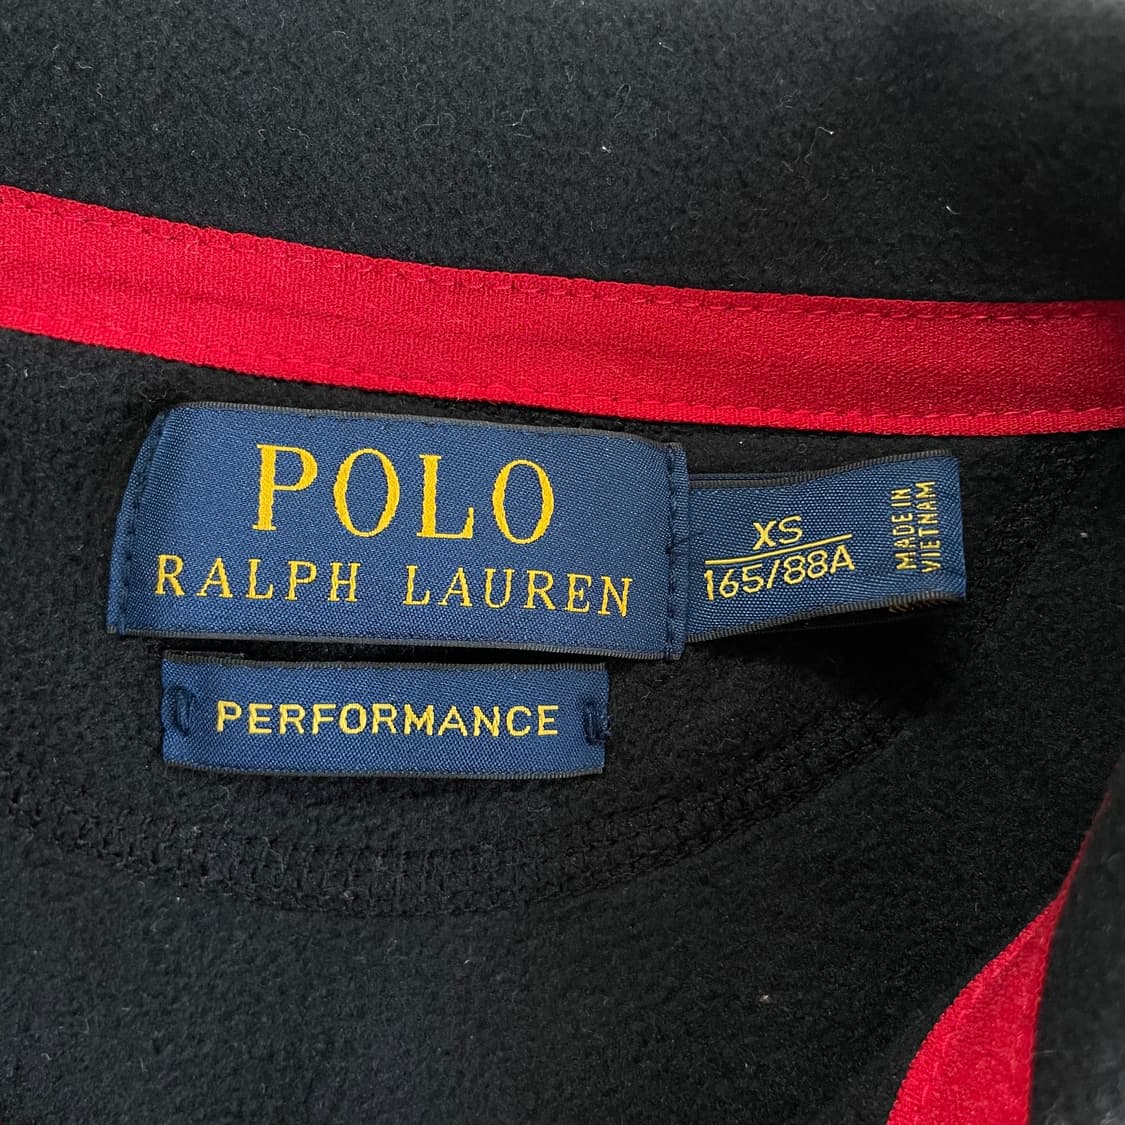 POLO
RALPH LAUREN
XS
165/88A
MADE IN
VIETNAM
PERFORMANCE